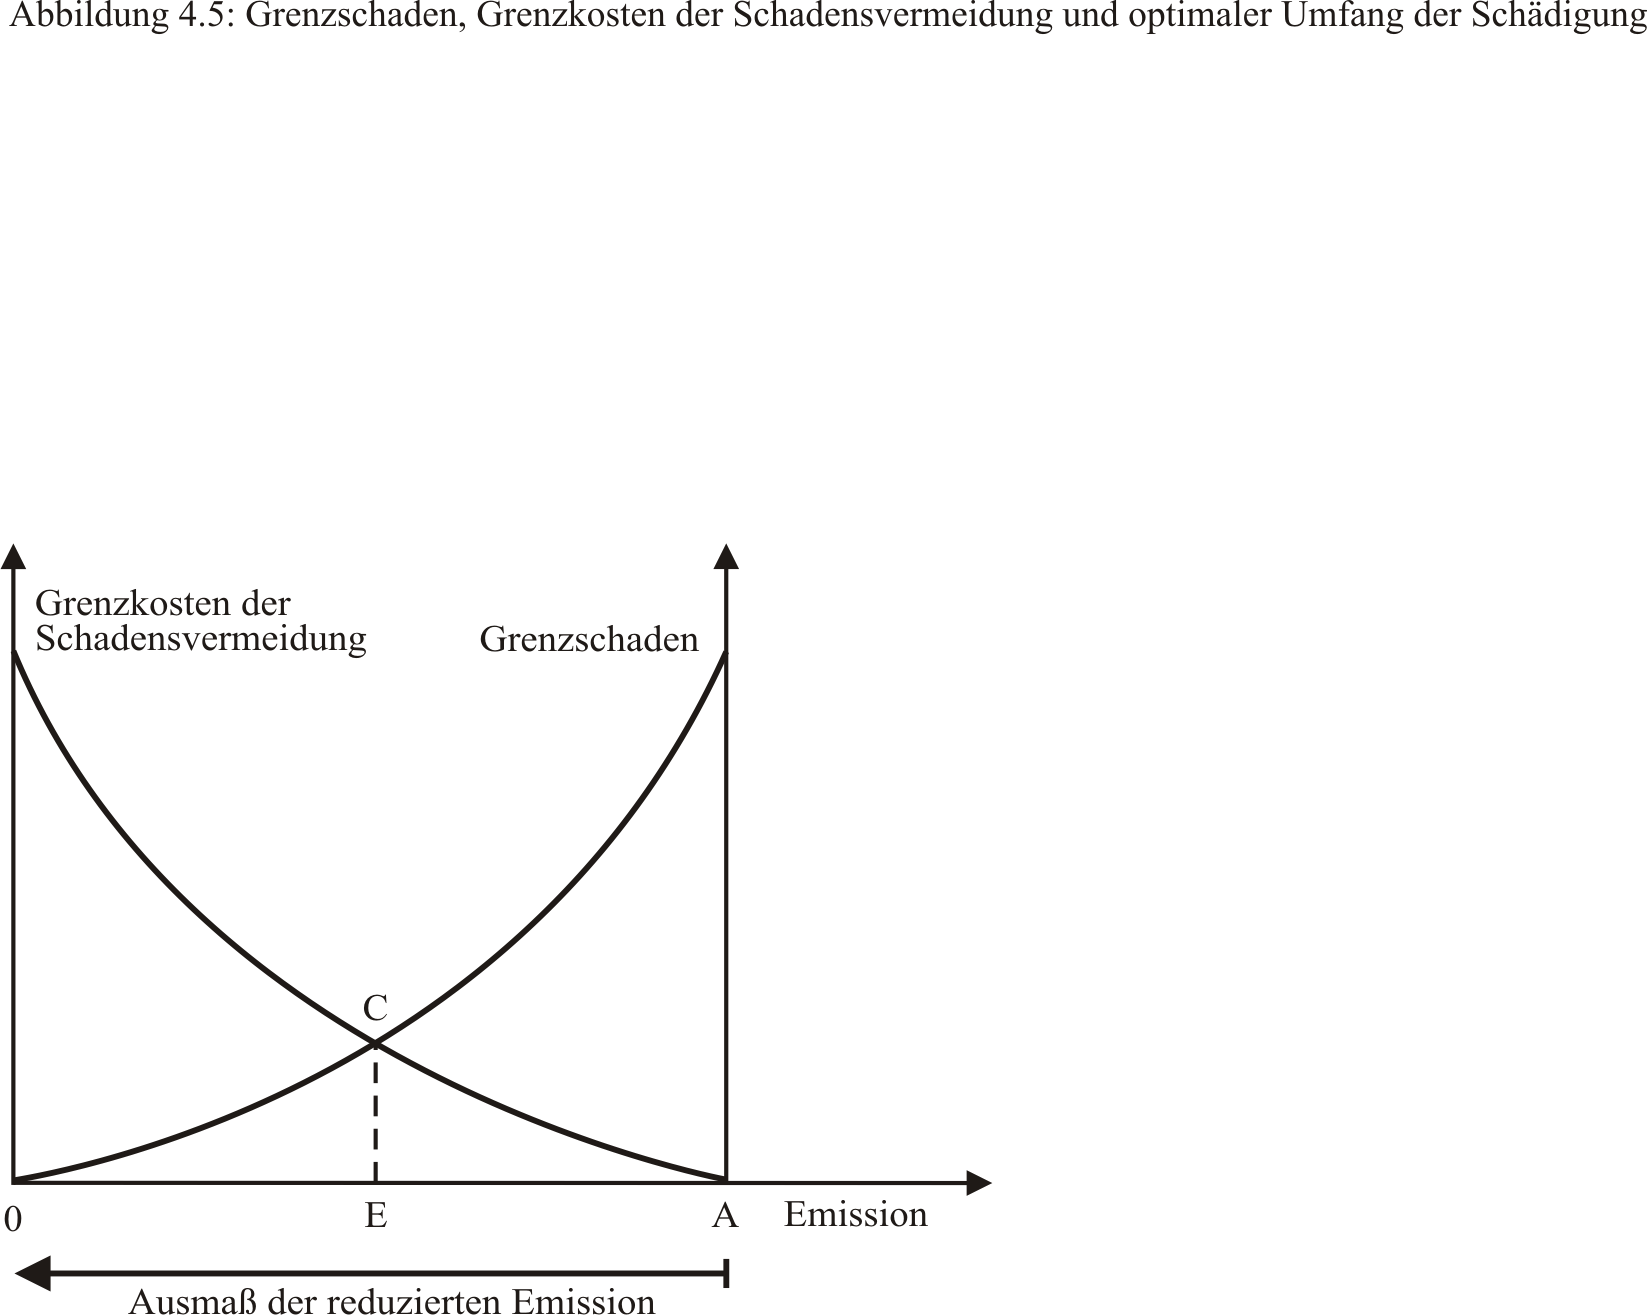 Abbildung 4.5: Grenzschaden, Grenzkosten der Schadensvermeidung und optimaler Umfang der Schädigung
Grenzkosten der
Schadensvermeidung
Grenzschaden
C
0
E
A
Emission
Ausmaß der reduzierten Emission